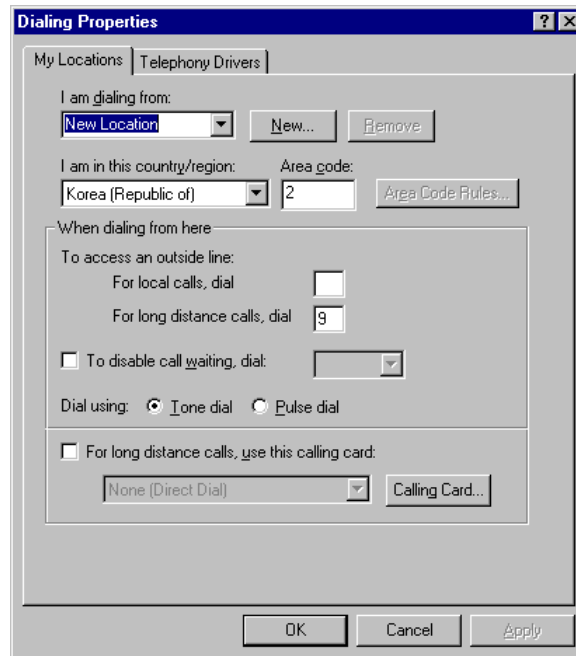 Dialing Properties
My Locations Telephony Drivers
I am dialing from:
New Location New... Remove
I am in this country/region: Area code:
Korea (Republic of) 2 Area Code Rules...
When dialing from here
To access an outside line:
For local calls, dial
For long distance calls, dial 9
To disable call waiting, dial:
Dial using: Tone dial Pulse dial
For long distance calls, use this calling card:
None (Direct Dial) Calling Card...
OK Cancel Apply